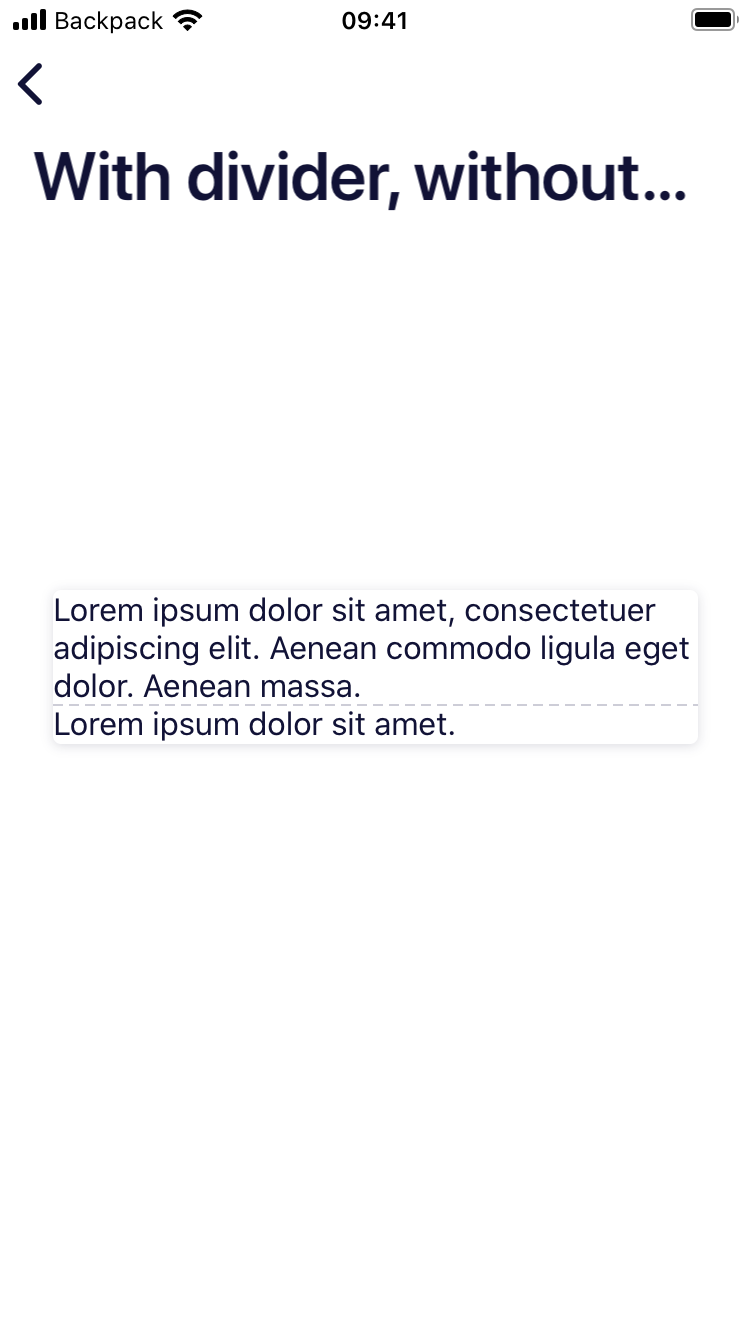 Backpack 09:41
With divider, without...
Lorem ipsum dolor sit amet, consectetuer
adipiscing elit. Aenean commodo ligula eget
dolor. Aenean massa.
Lorem ipsum dolor sit amet.